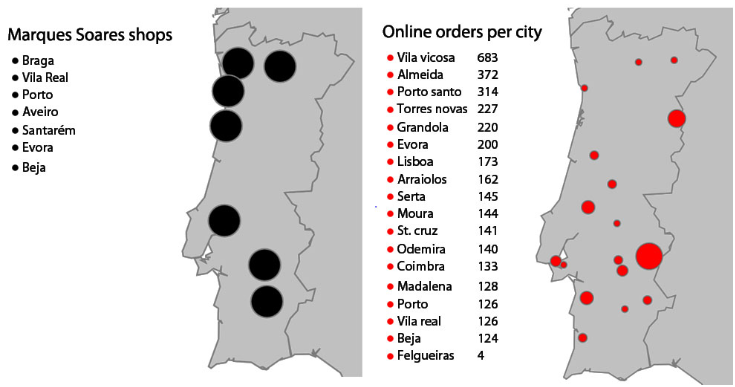 Marques Soares shops
Braga
Vila Real
Porto
Aveiro
Santarém
Evora
Beja
Online orders per city
Vila vicosa 683
Almeida 372
Porto santo 314
Torres novas 227
Grandola 220
Evora 200
Lisboa 173
Arraiolos 162
Serta 145
Moura 144
St. cruz 141
Odemira 140
Coimbra 133
Madalena 128
Porto 126
Vila real 126
Beja 124
Felgueiras 4